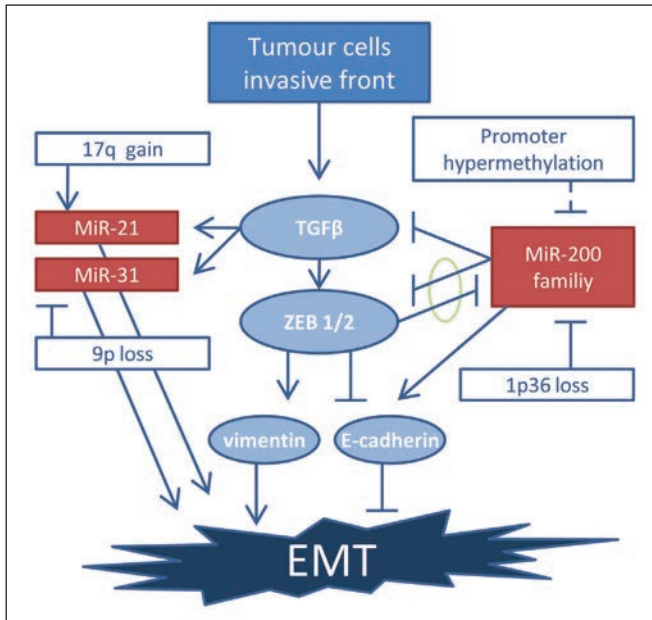 Tumour cells
invasive front
17q gain
Promoter
hypermethylation
MiR-21
TGFβ
MiR-31
MiR-200
familiy
ZEB 1/2
9p loss
1p36 loss
vimentin
E-cadherin
EMT